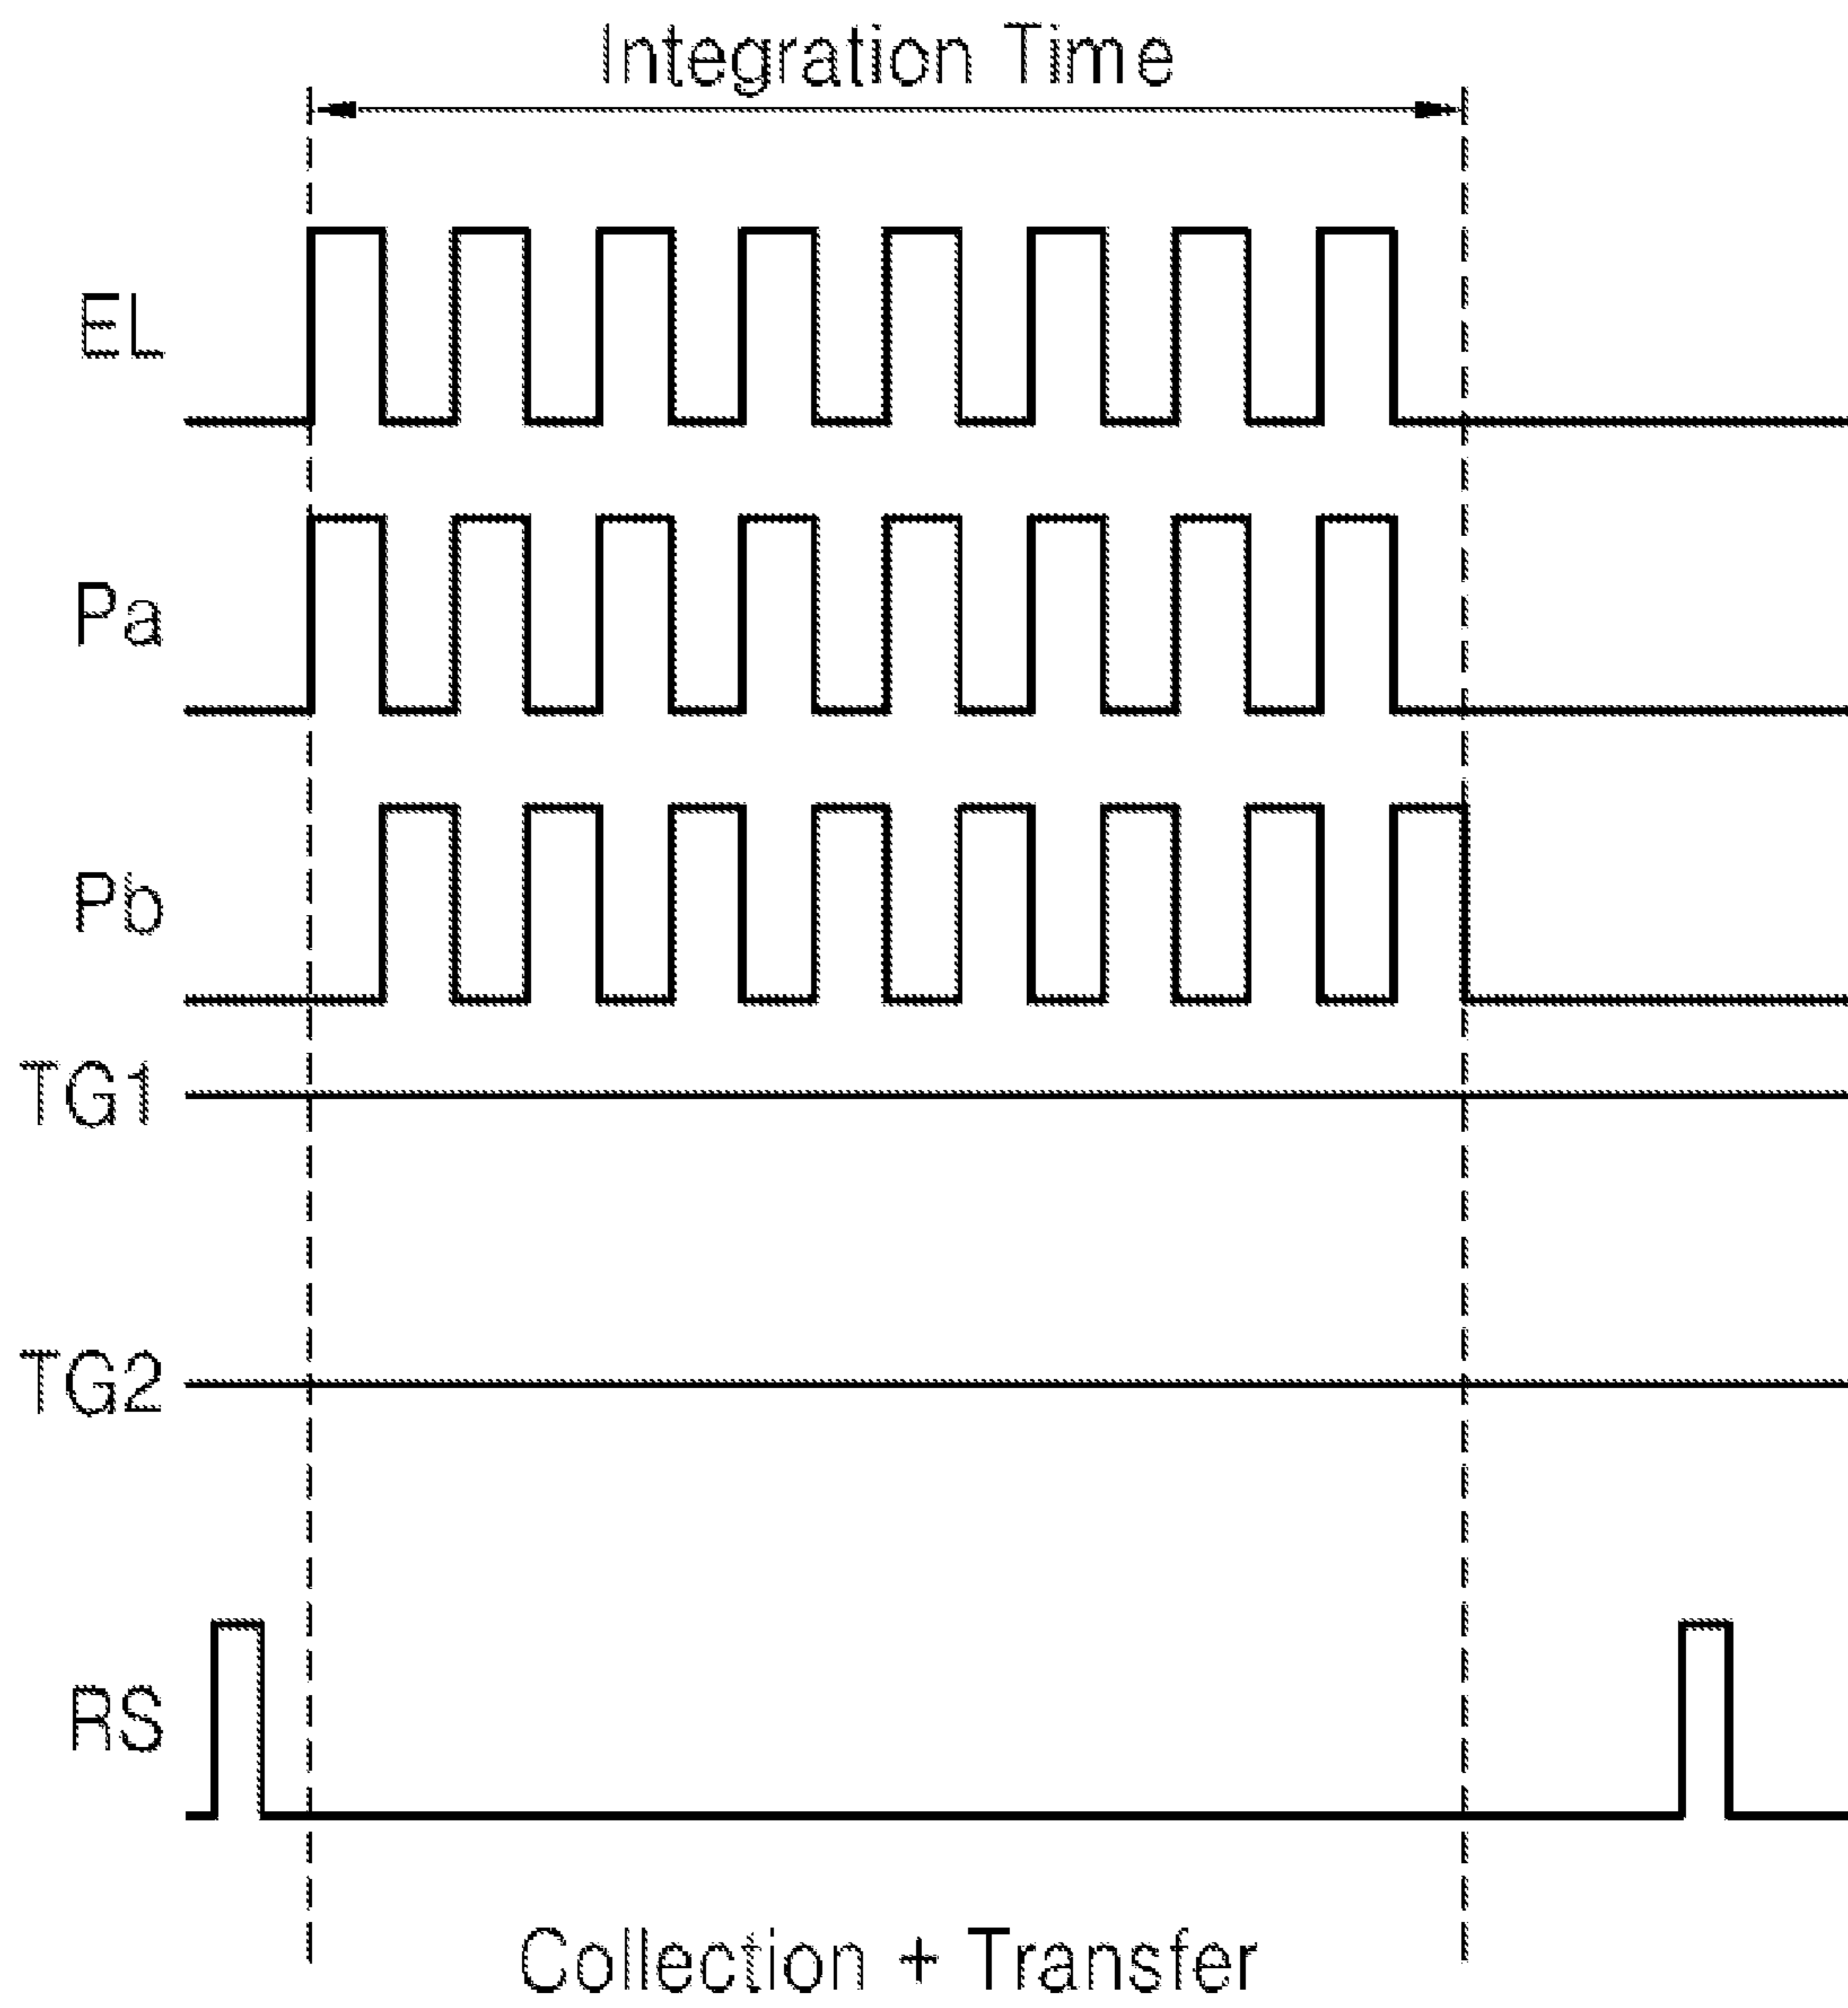 Integration Time
EL
Pa
Pb
TG1
TG2
RS
Collection + Transfer